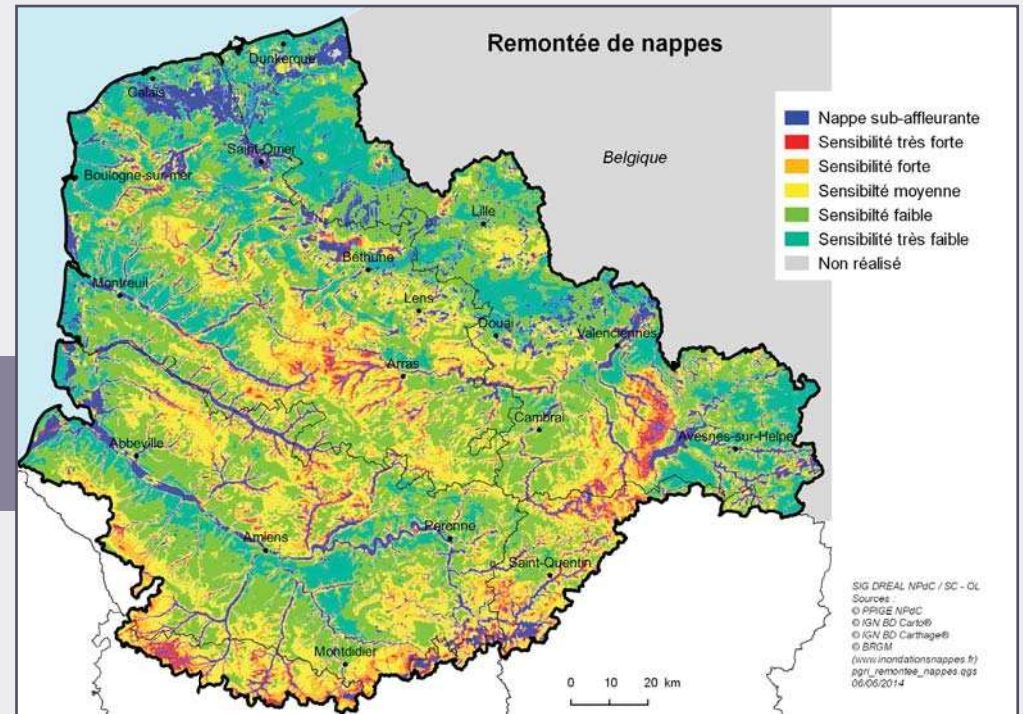 Remontée de nappes
Nappe sub-affleurante
Sensibilité très forte
Sensibilité forte
Sensibilté moyenne
Sensibilté faible
Sensibilité très faible
Non réalisé
Belgique
Dunkerque
Calais
Saint-Omer
Boulogne-sur-mer
Lille
Béthune
Montreuil
Lens
Douai
Valenciennes
Arras
Cambrai
Avesnes-sur-Helpe
Abbeville
Peronne
Amiens
Saint-Quentin
Montdidier
0 10 20 km
SIG DREAL NPdC / SC - OL
Sources :
© PPIGE NPdC
© IGN BD Carto®
© IGN BD Carthage®
© BRGM
(www.inondationsnappes.fr)
pgri_remontee_nappes.qgs
06/06/2014